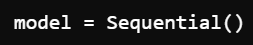 model = Sequential()